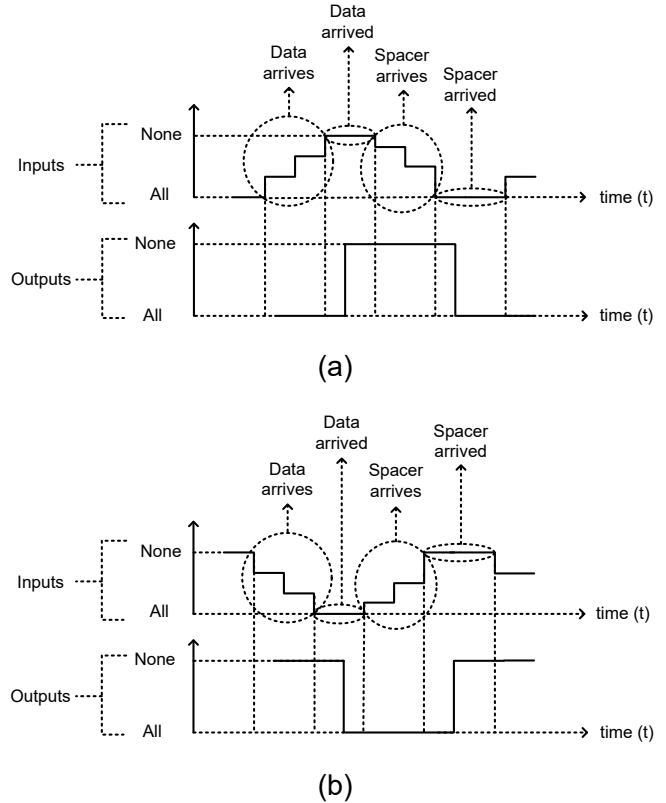 Data
arrived
Data
arrives
Spacer
arrives
Spacer
arrived
None
Inputs
All
time (t)
None
Outputs
All
time (t)
(a)
Data
arrived
Spacer
arrived
Data
arrives
Spacer
arrives
None
Inputs
All
time (t)
None
Outputs
All
time (t)
(b)